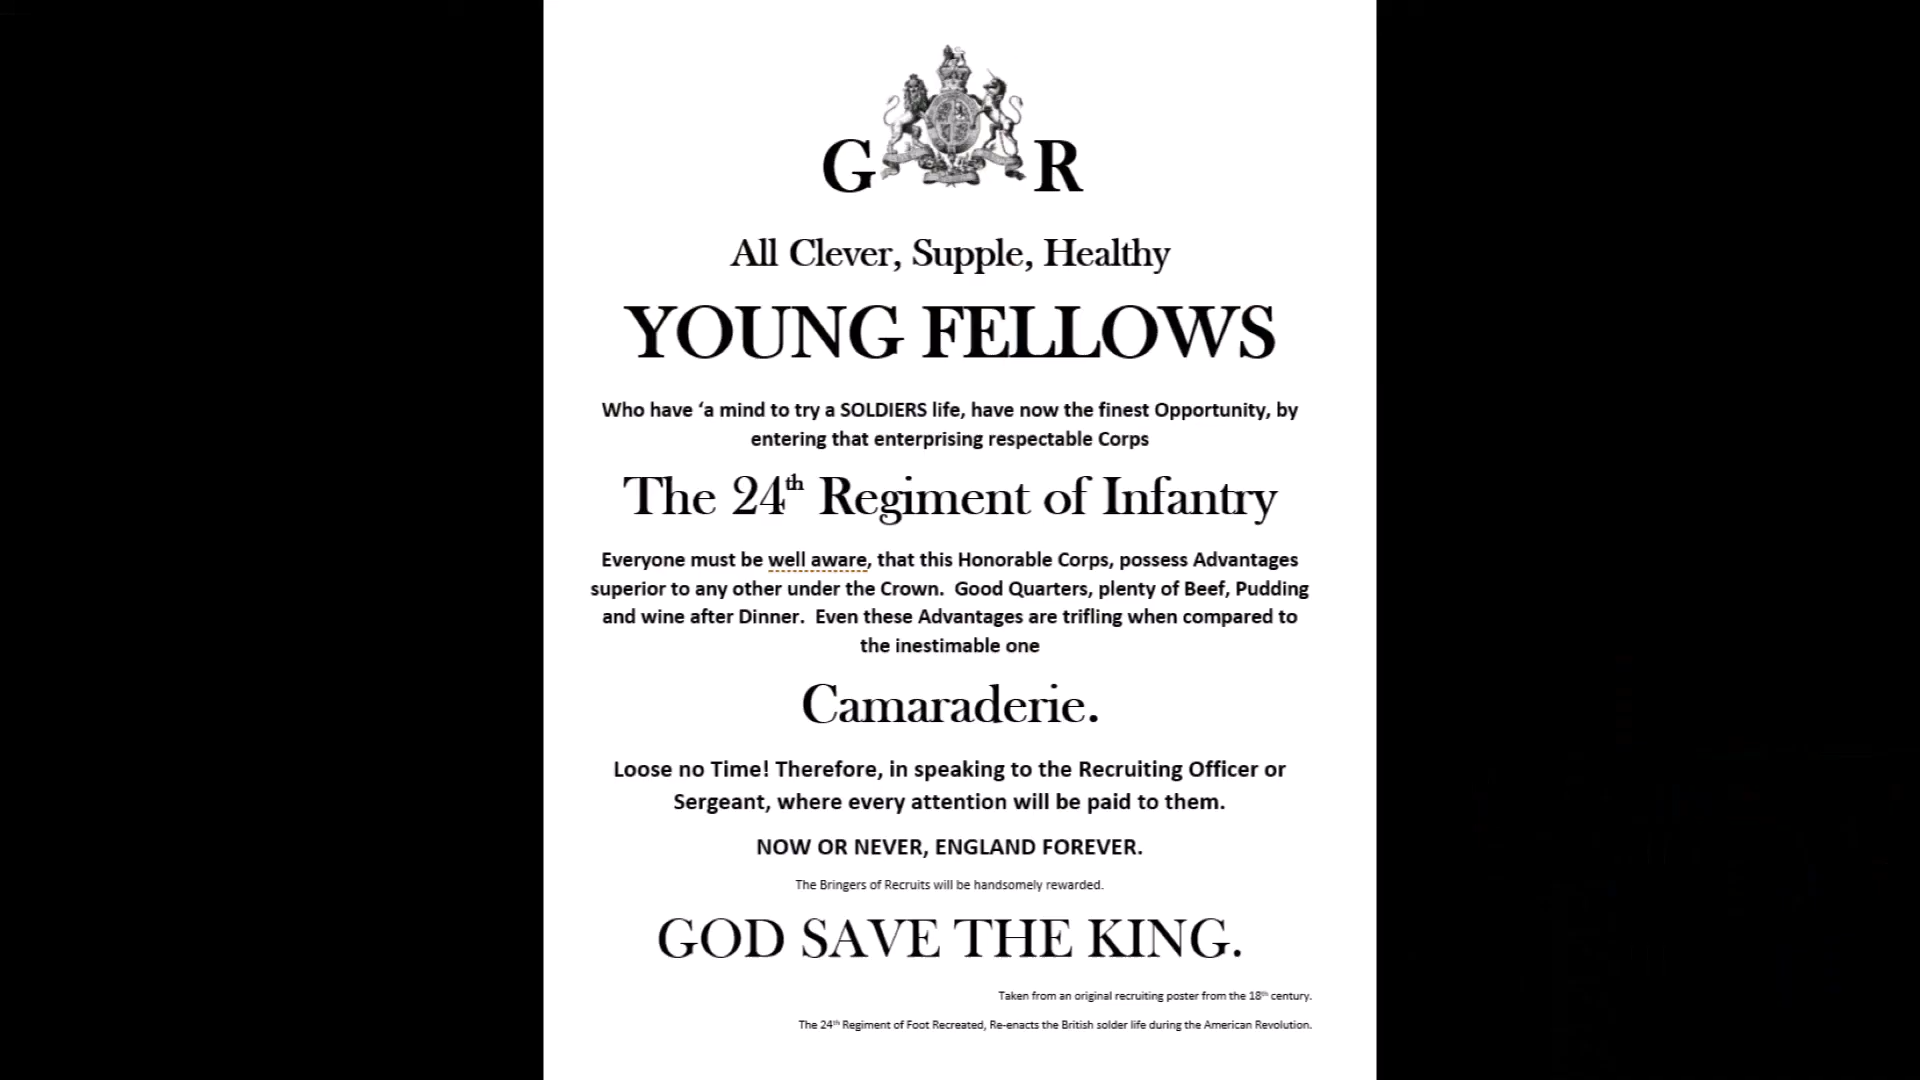 G R
All Clever, Supple, Healthy
YOUNG FELLOWS
Who have ‘a mind to try a SOLDIERS life, have now the finest Opportunity, by
entering that enterprising respectable Corps
The 24th Regiment of Infantry
Everyone must be well aware, that this Honorable Corps, possess Advantages
superior to any other under the Crown.  Good Quarters, plenty of Beef, Pudding
and wine after Dinner.  Even these Advantages are trifling when compared to
the inestimable one
Camaraderie.
Loose no Time! Therefore, in speaking to the Recruiting Officer or
Sergeant, where every attention will be paid to them.
NOW OR NEVER, ENGLAND FOREVER.
The Bringers of Recruits will be handsomely rewarded.
GOD SAVE THE KING.
Taken from an original recruiting poster from the 18th century.
The 24th Regiment of Foot Recreated, Re-enacts the British solder life during the American Revolution.